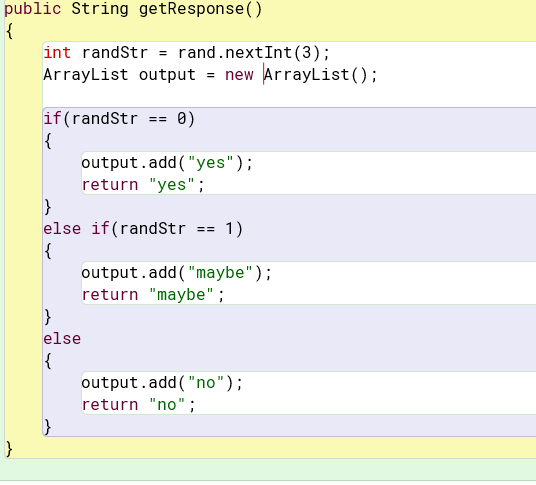 public String getResponse()
{
int randStr = rand.nextInt(3);
ArrayList output = new ArrayList();
if(randStr == 0)
{
output.add("yes");
return "yes";
}
else if(randStr == 1)
{
output.add("maybe");
return "maybe";
}
else
{
output.add("no");
return "no";
}
}